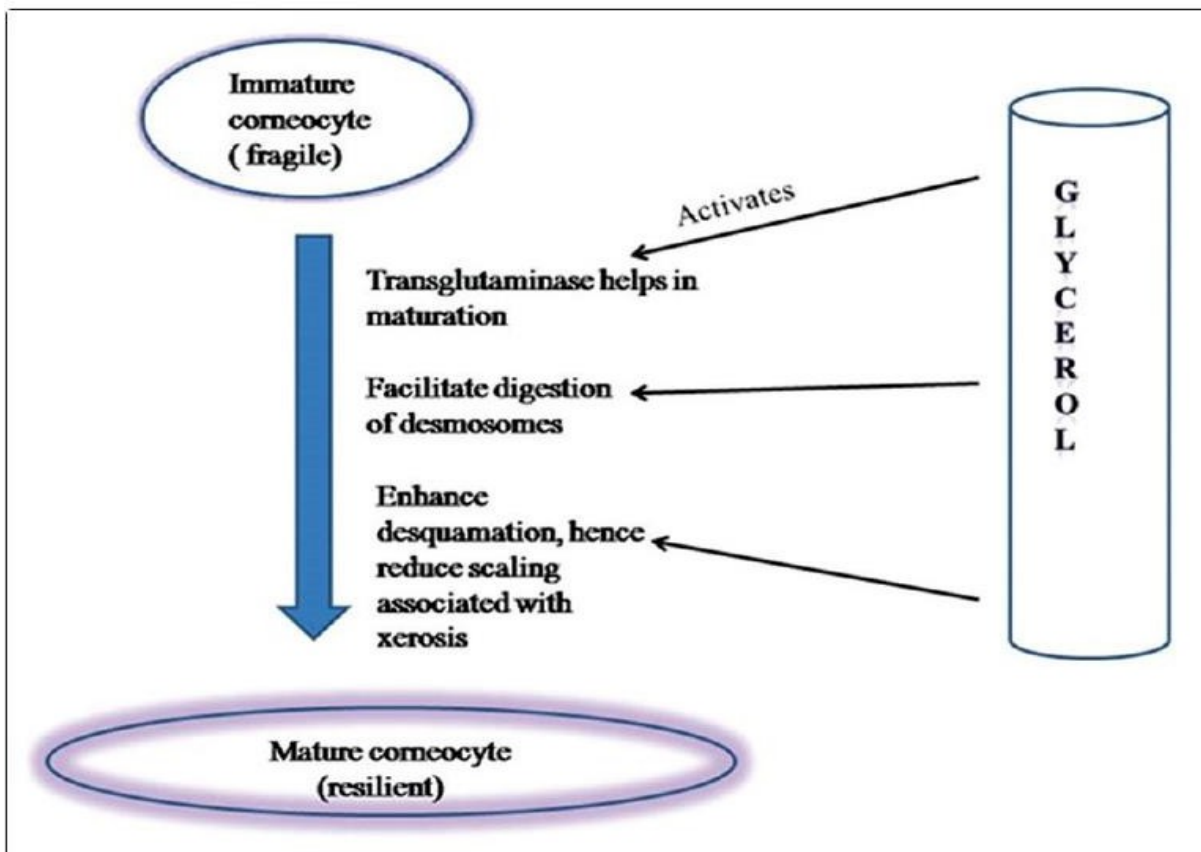 Immature
corneocyte
( fragile)
Activates
Transglutaminase helps in
maturation
Facilitate digestion
of desmosomes
Enhance
desquamation, hence
reduce scaling
associated with
xerosis
Mature corneocyte
(resilient)
GLYCEROL